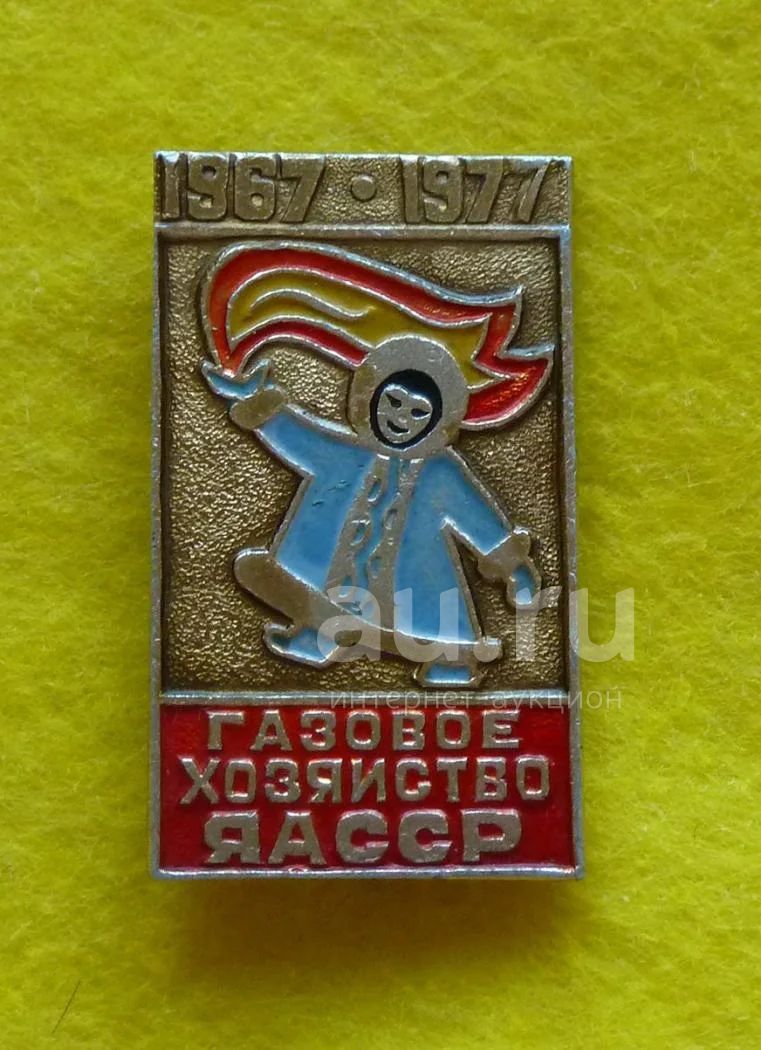 1967 • 1977
au.ru
интернет-аукцион
ГАЗОВОЕ
ХОЗЯЙСТВО
ЯАССР